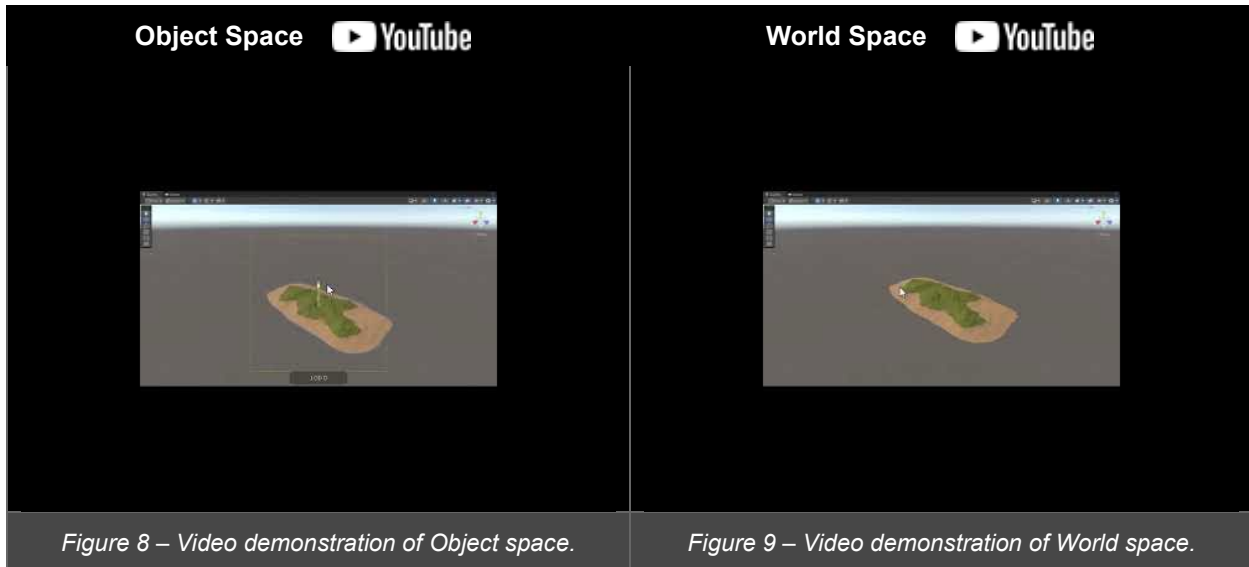 Object Space YouTube
World Space YouTube
Figure 8 – Video demonstration of Object space.
Figure 9 – Video demonstration of World space.